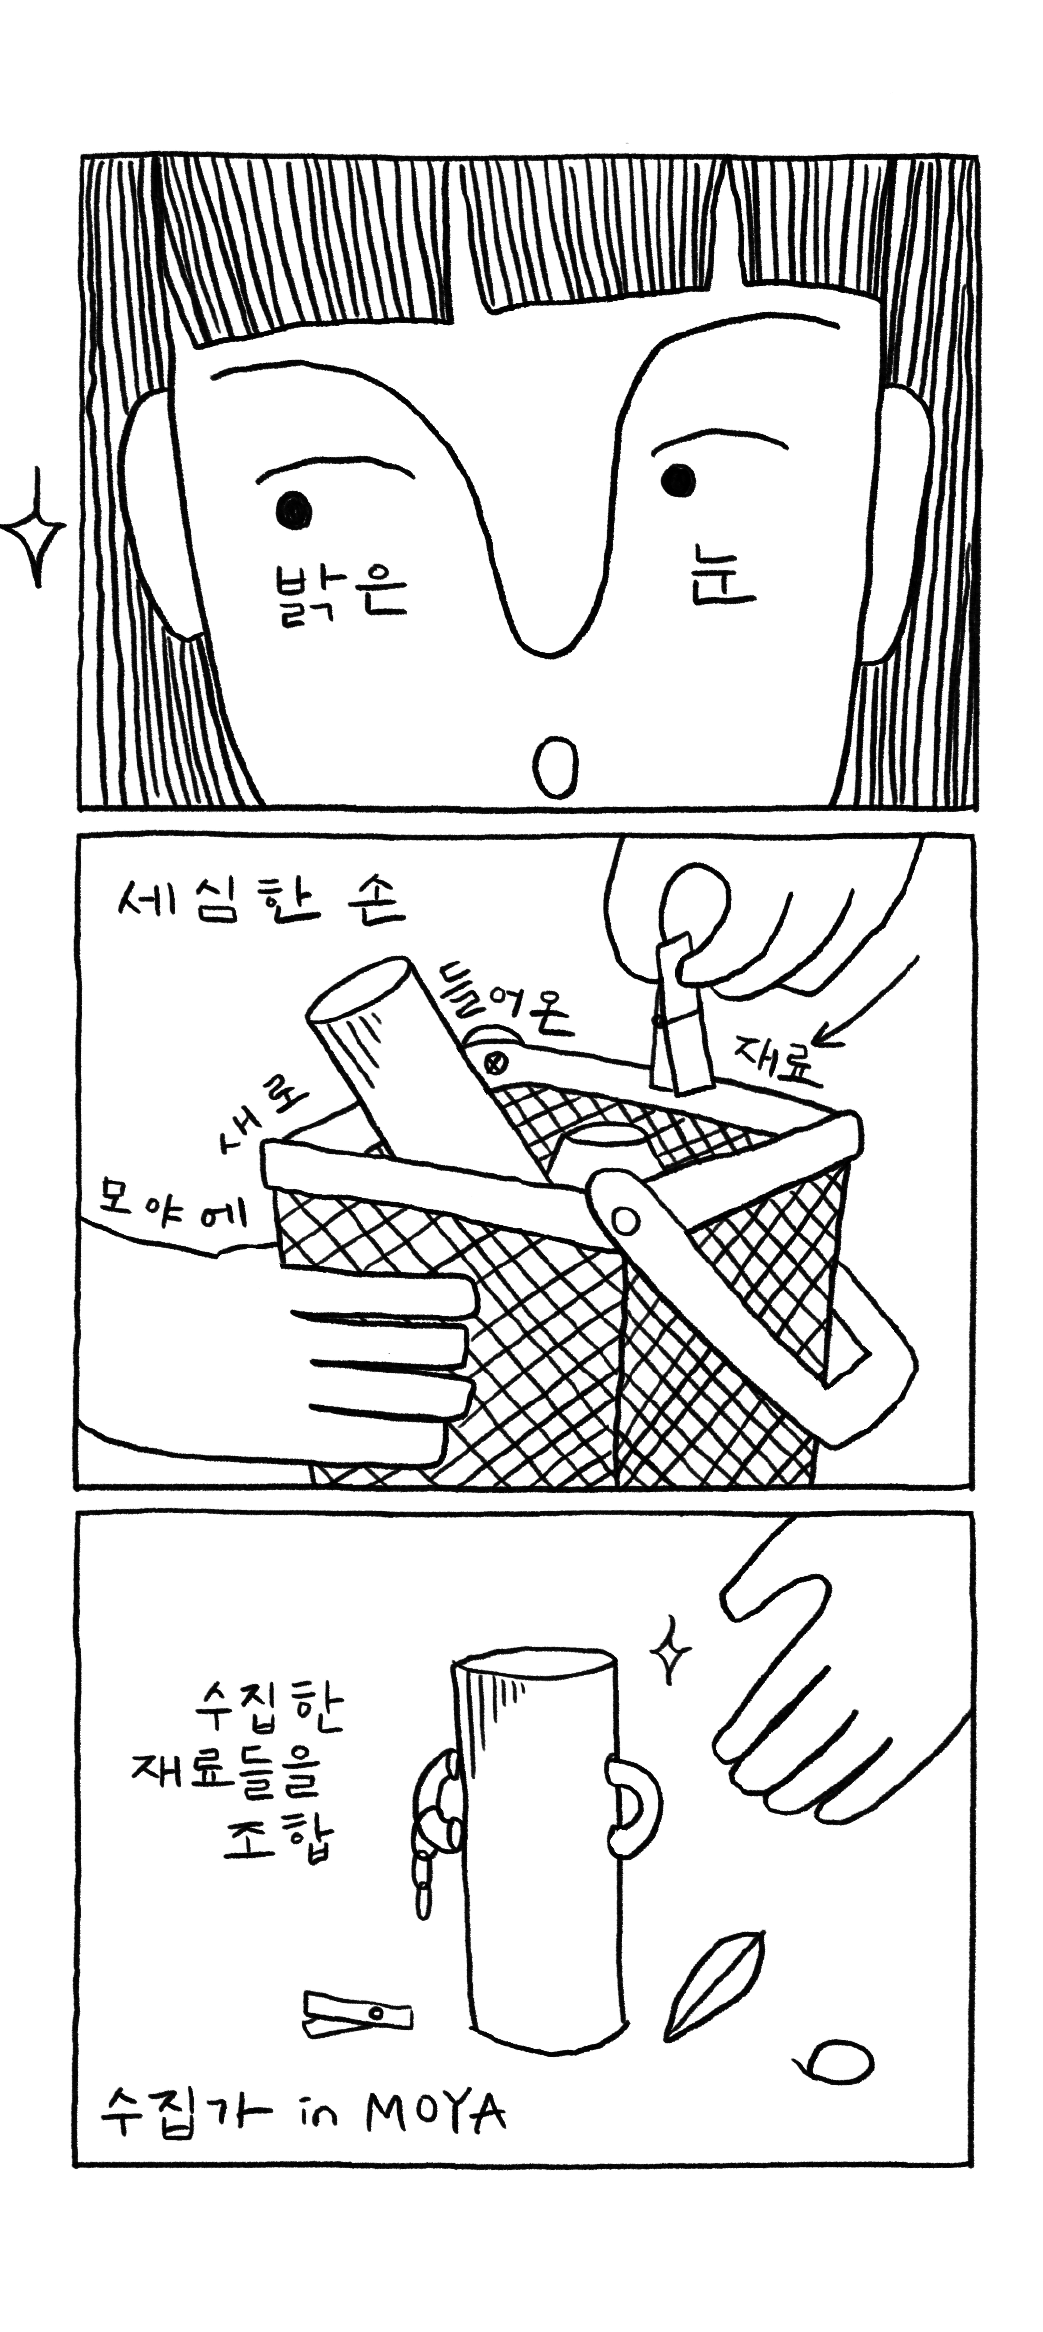 밝은 눈
세심한 손
모야에 새로 들어온 재료
수집한
재료들을
조합
수집가 in MOYA